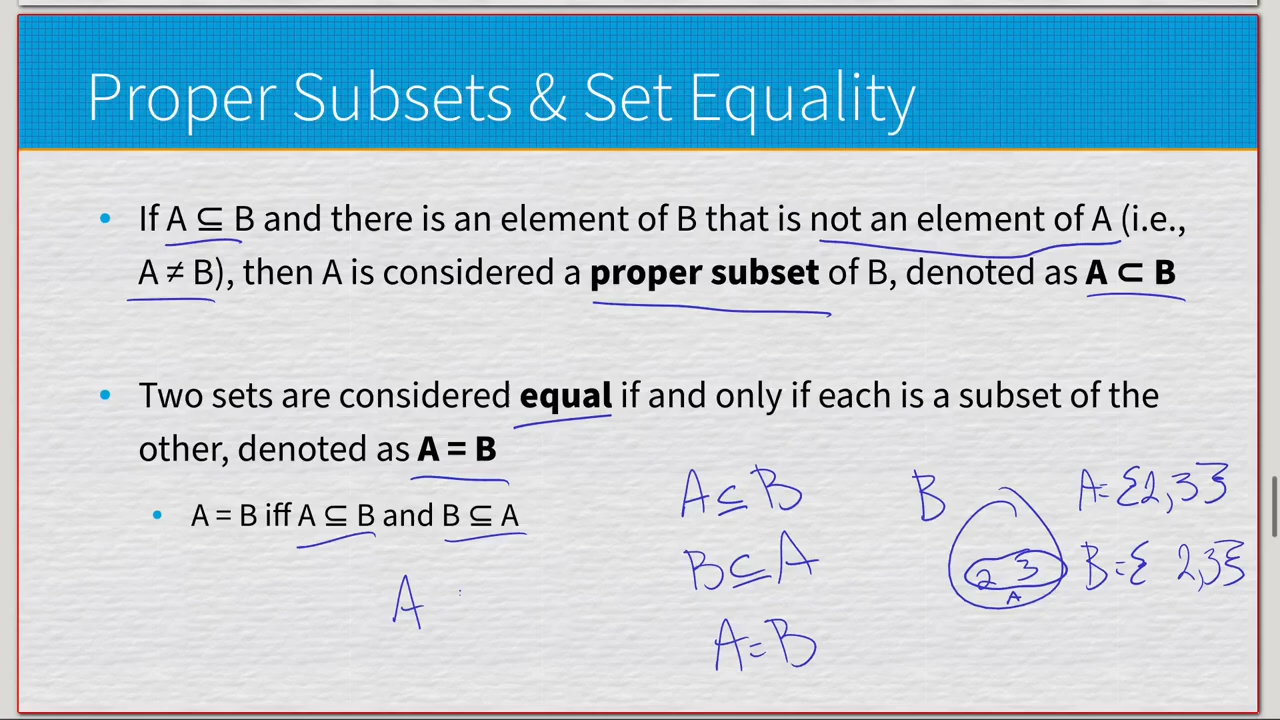 Proper Subsets & Set Equality
• If A ⊆ B and there is an element of B that is not an element of A (i.e.,
A ≠ B), then A is considered a proper subset of B, denoted as A ⊂ B
• Two sets are considered equal if and only if each is a subset of the
other, denoted as A = B
• A = B iff A ⊆ B and B ⊆ A
A
A ⊆ B
B ⊆ A
A = B
B
2 3
A
A = {2,3}
B = { 2,3}